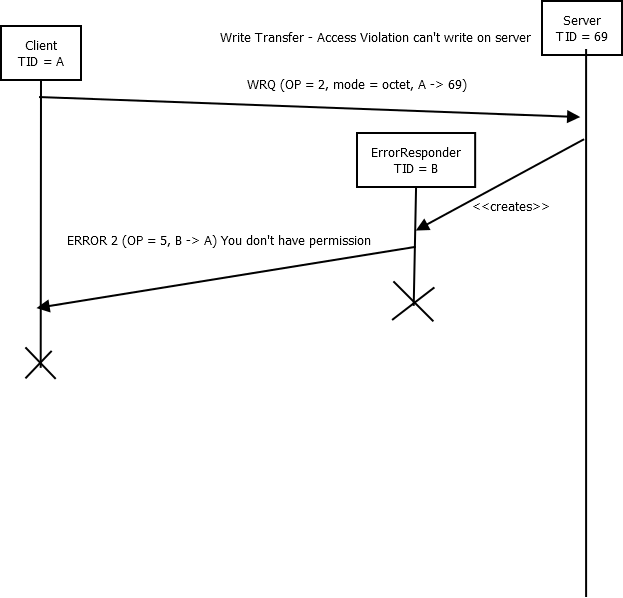 Server
TID = 69
Write Transfer - Access Violation can't write on server
Client
TID = A
WRQ (OP = 2, mode = octet, A -> 69)
ErrorResponder
TID = B
<<creates>>
ERROR 2 (OP = 5, B -> A) You don't have permission